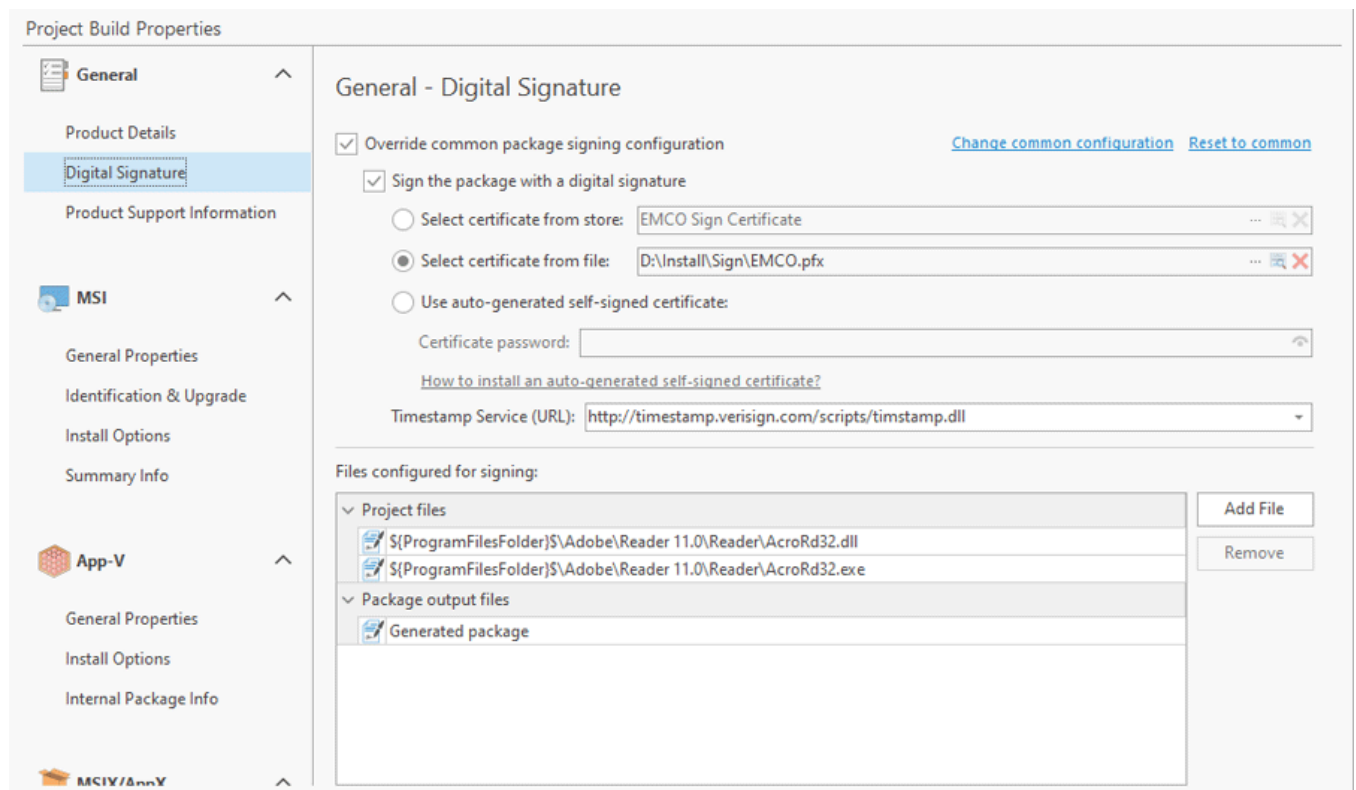 Project Build Properties
General
Product Details
Digital Signature
Product Support Information
MSI
General Properties
Identification & Upgrade
Install Options
Summary Info
App-V
General Properties
Install Options
Internal Package Info
MSIX/AppX
General - Digital Signature
Override common package signing configuration Change common configuration Reset to common
Sign the package with a digital signature
Select certificate from store: EMCO Sign Certificate ...
Select certificate from file: D:\Install\Sign\EMCO.pfx ...
Use auto-generated self-signed certificate:
Certificate password:
How to install an auto-generated self-signed certificate?
Timestamp Service (URL): http://timestamp.verisign.com/scripts/timstamp.dll
Files configured for signing:
Project files
${ProgramFilesFolder}$\Adobe\Reader 11.0\Reader\AcroRd32.dll
${ProgramFilesFolder}$\Adobe\Reader 11.0\Reader\AcroRd32.exe
Package output files
Generated package
Add File
Remove